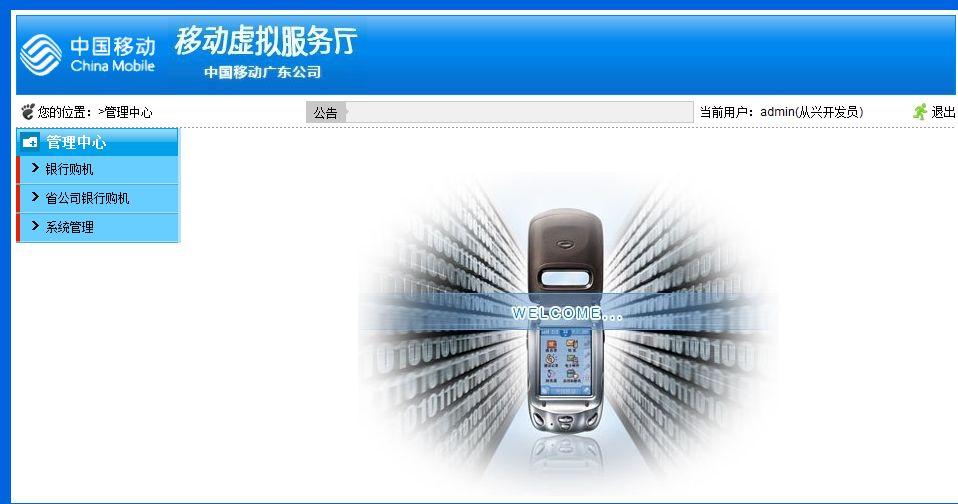 中国移动
China Mobile
移动虚拟服务厅
中国移动广东公司
您的位置：>管理中心
公告
当前用户：admin(从兴开发员)
退出
管理中心
银行购机
省公司银行购机
系统管理
WELCOME...